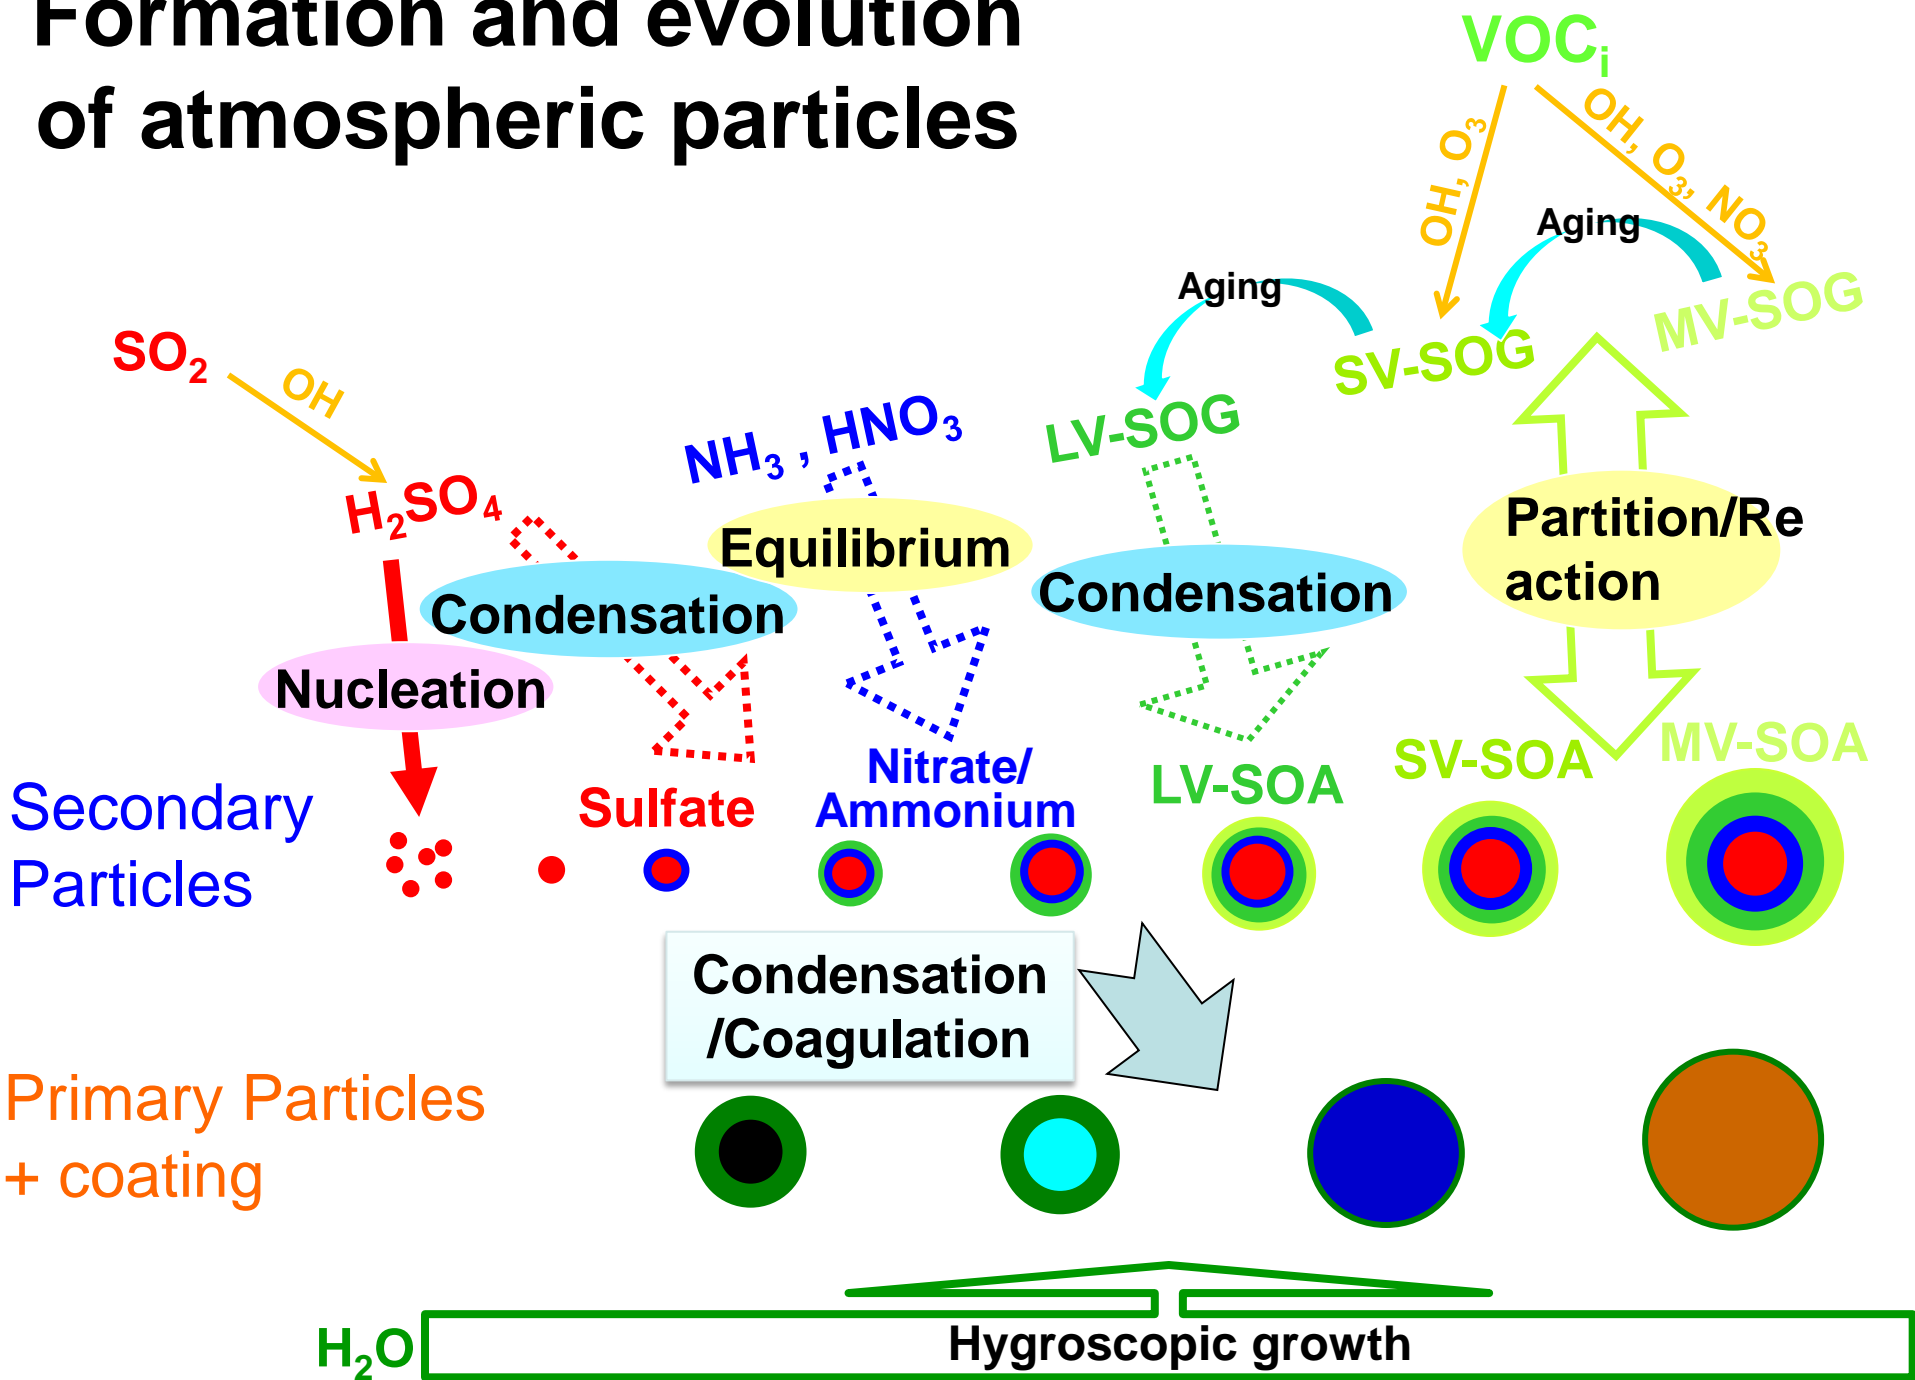 Formation and evolution
of atmospheric particles
VOCi
OH, O3
OH, O3, NO3
Aging
Aging
MV-SOG
SV-SOG
LV-SOG
SO2
OH
H2SO4
NH3 , HNO3
Equilibrium
Condensation
Nucleation
Condensation
Partition/Re
action
Secondary
Particles
Sulfate
Nitrate/
Ammonium
LV-SOA
SV-SOA
MV-SOA
Condensation
/Coagulation
Primary Particles
+ coating
H2O
Hygroscopic growth